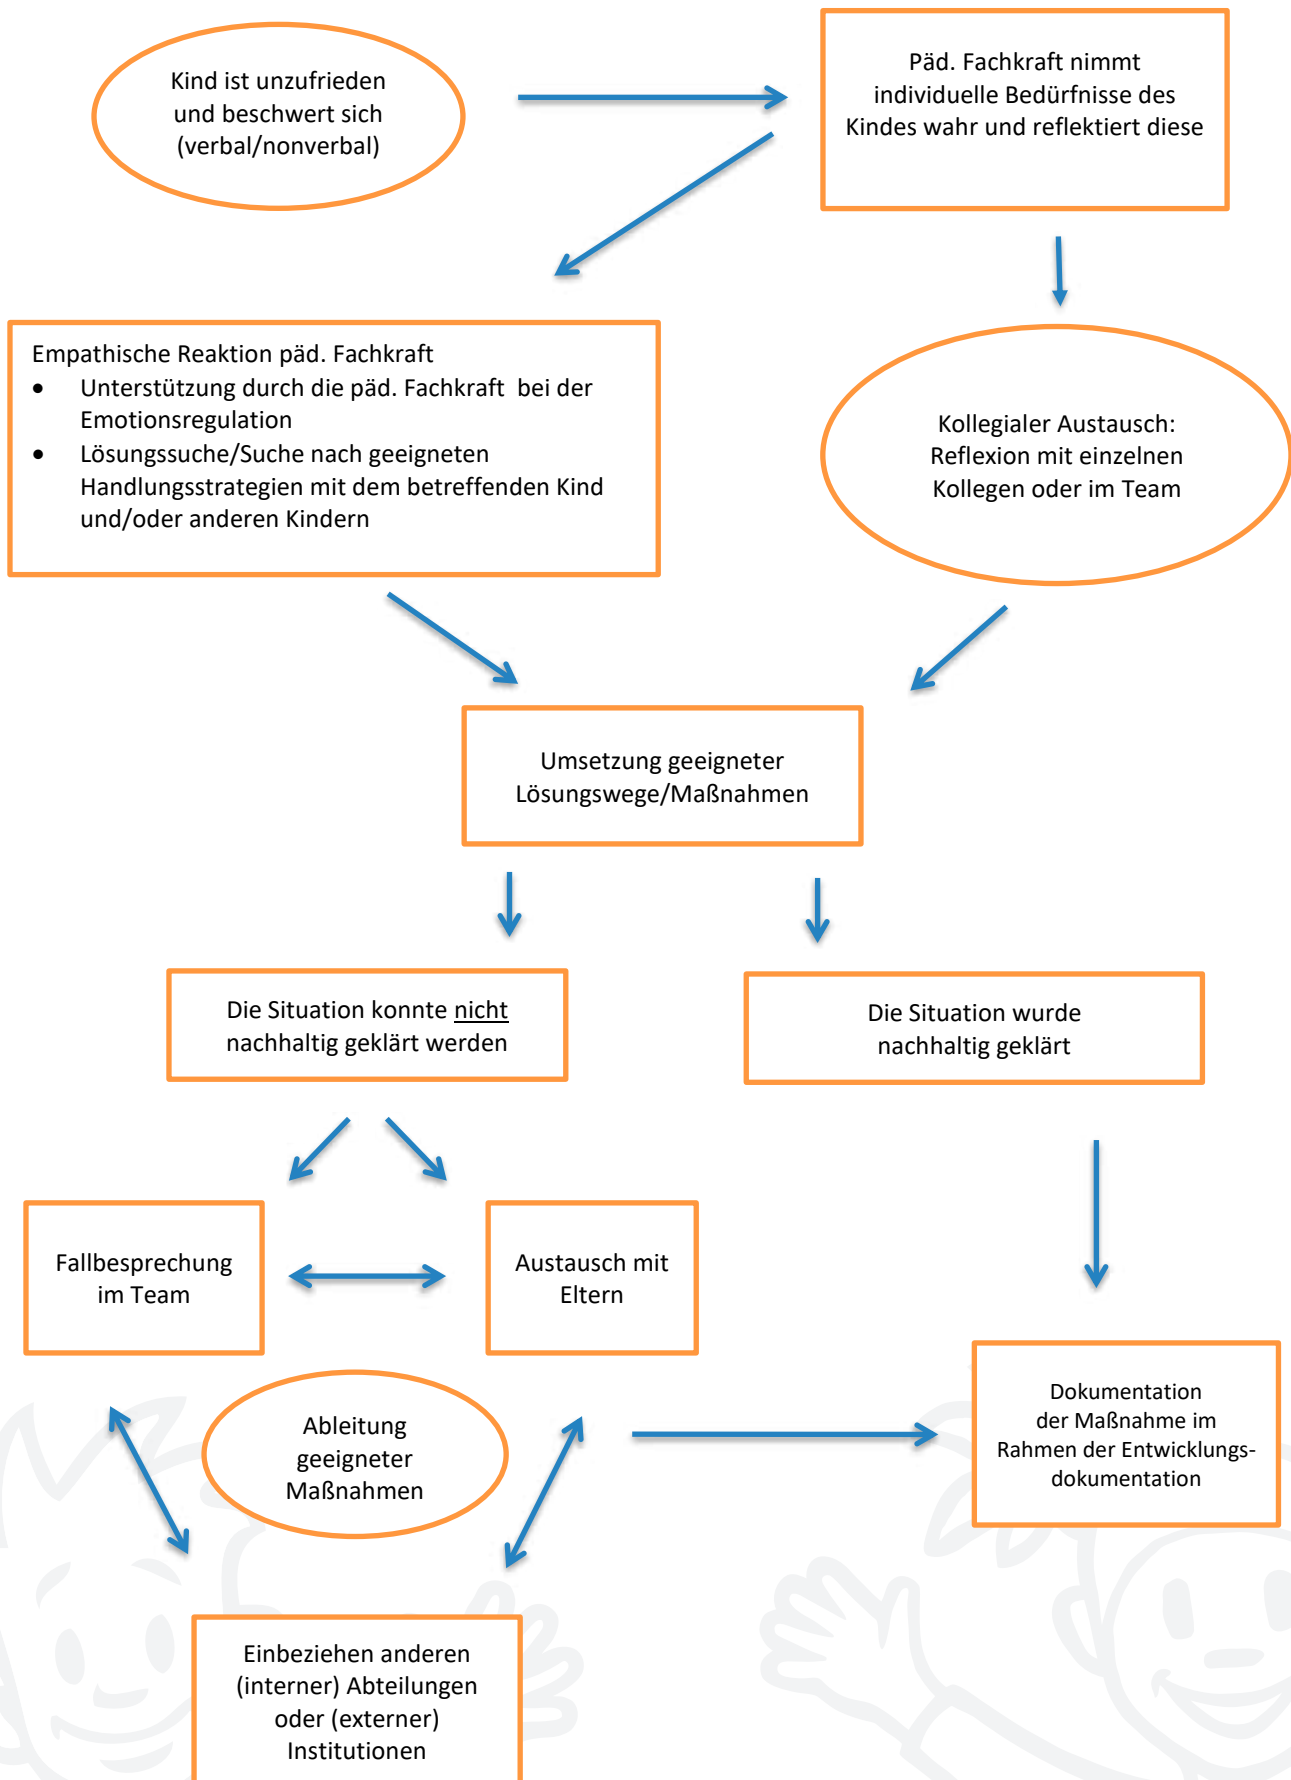 Kind ist unzufrieden
und beschwert sich
(verbal/nonverbal)
Päd. Fachkraft nimmt
individuelle Bedürfnisse des
Kindes wahr und reflektiert diese
Empathische Reaktion päd. Fachkraft
• Unterstützung durch die päd. Fachkraft bei der
Emotionsregulation
• Lösungssuche/Suche nach geeigneten
Handlungsstrategien mit dem betreffenden Kind
und/oder anderen Kindern
Kollegialer Austausch:
Reflexion mit einzelnen
Kollegen oder im Team
Umsetzung geeigneter
Lösungswege/Maßnahmen
Die Situation konnte nicht
nachhaltig geklärt werden
Die Situation wurde
nachhaltig geklärt
Fallbesprechung
im Team
Austausch mit
Eltern
Ableitung
geeigneter
Maßnahmen
Dokumentation
der Maßnahme im
Rahmen der Entwicklungs-
dokumentation
Einbeziehen anderen
(interner) Abteilungen
oder (externer)
Institutionen